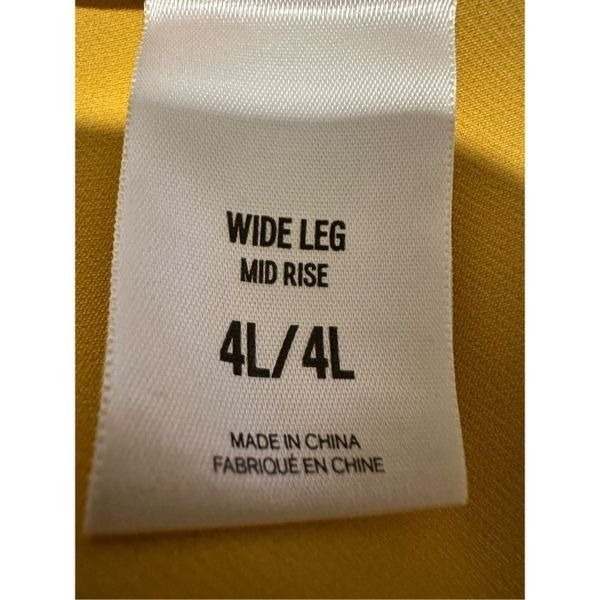 WIDE LEG
MID RISE
4L/4L
MADE IN CHINA
FABRIQUÉ EN CHINE